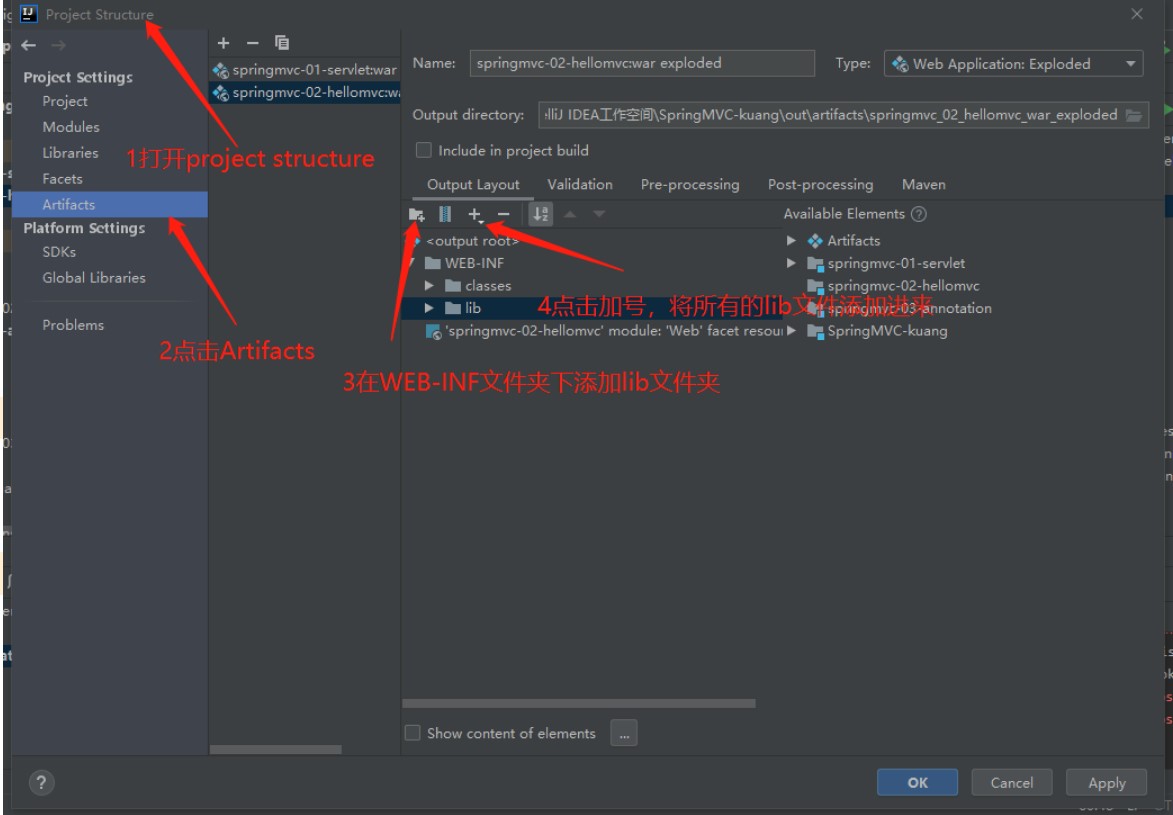 Project Structure
Project Settings
Project
Modules
Libraries
Facets
Artifacts
Platform Settings
SDKs
Global Libraries
Problems
springmvc-01-servlet:war
springmvc-02-hellomvc:wa
Name: springmvc-02-hellomvc:war exploded Type: Web Application: Exploded
Output directory: lliJ IDEA工作空间\SpringMVC-kuang\out\artifacts\springmvc_02_hellomvc_war_exploded
Include in project build
Output Layout Validation Pre-processing Post-processing Maven
Available Elements ?
<output root>
WEB-INF
classes
lib
'springmvc-02-hellomvc' module: 'Web' facet resour
Artifacts
springmvc-01-servlet
springmvc-02-hellomvc
springmvc-03-annotation
SpringMVC-kuang
1打开project structure
2点击Artifacts
3在WEB-INF文件夹下添加lib文件夹
4点击加号，将所有的lib文件添加进来
Show content of elements ...
? OK Cancel Apply